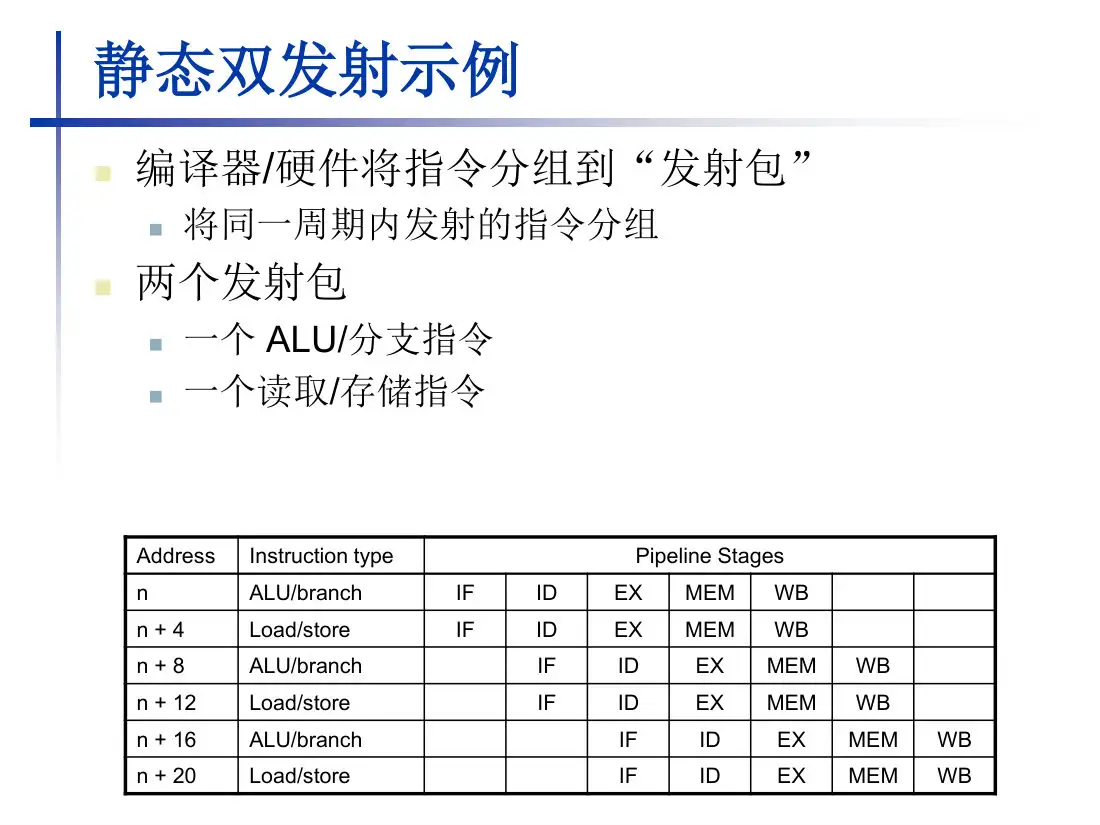 静态双发射示例
编译器/硬件将指令分组到“发射包”
将同一周期内发射的指令分组
两个发射包
一个 ALU/分支指令
一个读取/存储指令
Address Instruction type Pipeline Stages
n ALU/branch IF ID EX MEM WB
n + 4 Load/store IF ID EX MEM WB
n + 8 ALU/branch IF ID EX MEM WB
n + 12 Load/store IF ID EX MEM WB
n + 16 ALU/branch IF ID EX MEM WB
n + 20 Load/store IF ID EX MEM WB